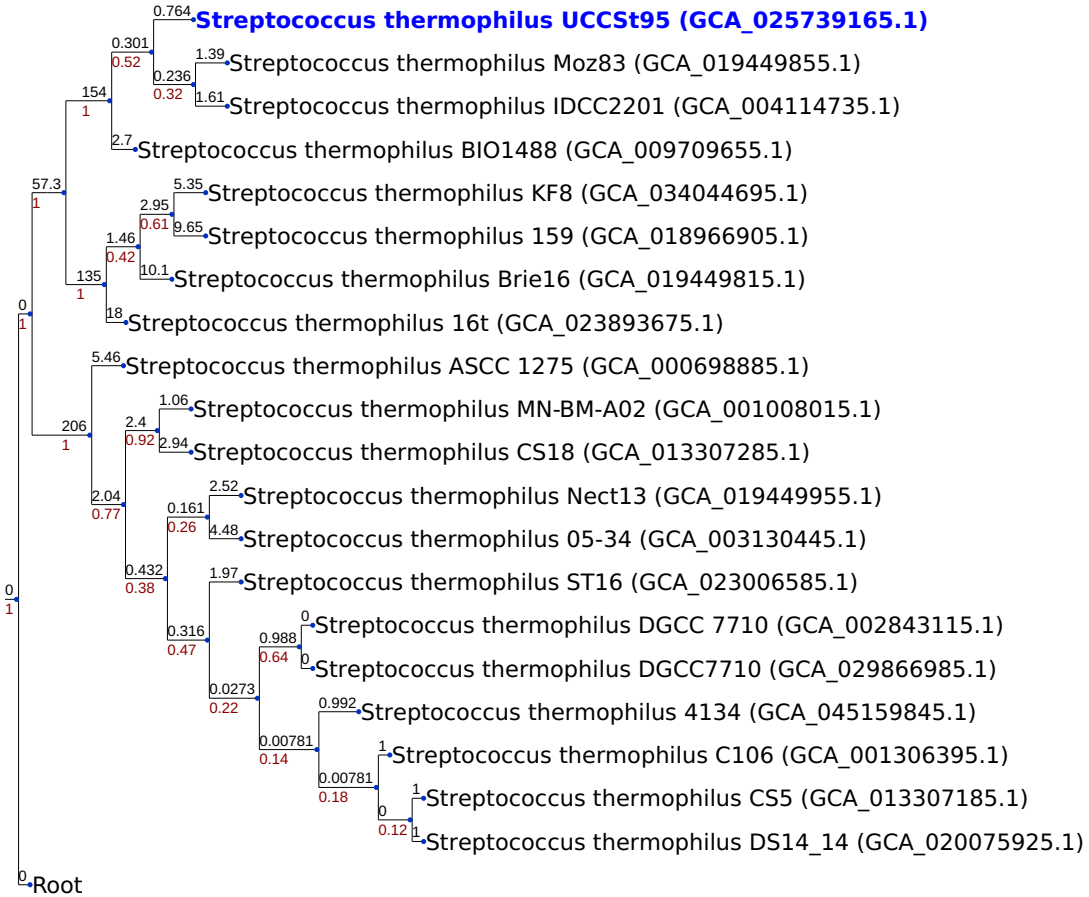 0.764
Streptococcus thermophilus UCCSt95 (GCA_025739165.1)
0.301
0.52
1.39
Streptococcus thermophilus Moz83 (GCA_019449855.1)
0.236
0.32
154
1
1.61
Streptococcus thermophilus IDCC2201 (GCA_004114735.1)
2.7
Streptococcus thermophilus BIO1488 (GCA_009709655.1)
57.3
1
5.35
Streptococcus thermophilus KF8 (GCA_034044695.1)
2.95
0.61
9.65
Streptococcus thermophilus 159 (GCA_018966905.1)
1.46
0.42
10.1
Streptococcus thermophilus Brie16 (GCA_019449815.1)
135
1
18
Streptococcus thermophilus 16t (GCA_023893675.1)
0
1
5.46
Streptococcus thermophilus ASCC 1275 (GCA_000698885.1)
1.06
Streptococcus thermophilus MN-BM-A02 (GCA_001008015.1)
206
1
2.4
0.92
2.94
Streptococcus thermophilus CS18 (GCA_013307285.1)
2.04
0.77
2.52
Streptococcus thermophilus Nect13 (GCA_019449955.1)
0.161
0.26
4.48
Streptococcus thermophilus 05-34 (GCA_003130445.1)
0.432
0.38
1.97
Streptococcus thermophilus ST16 (GCA_023006585.1)
0
1
0.316
0.47
0
Streptococcus thermophilus DGCC 7710 (GCA_002843115.1)
0.988
0.64
0
Streptococcus thermophilus DGCC7710 (GCA_029866985.1)
0.0273
0.22
0.992
Streptococcus thermophilus 4134 (GCA_045159845.1)
0.00781
0.14
1
Streptococcus thermophilus C106 (GCA_001306395.1)
0.00781
0.18
1
Streptococcus thermophilus CS5 (GCA_013307185.1)
0
0.12
1
Streptococcus thermophilus DS14_14 (GCA_020075925.1)
0
Root